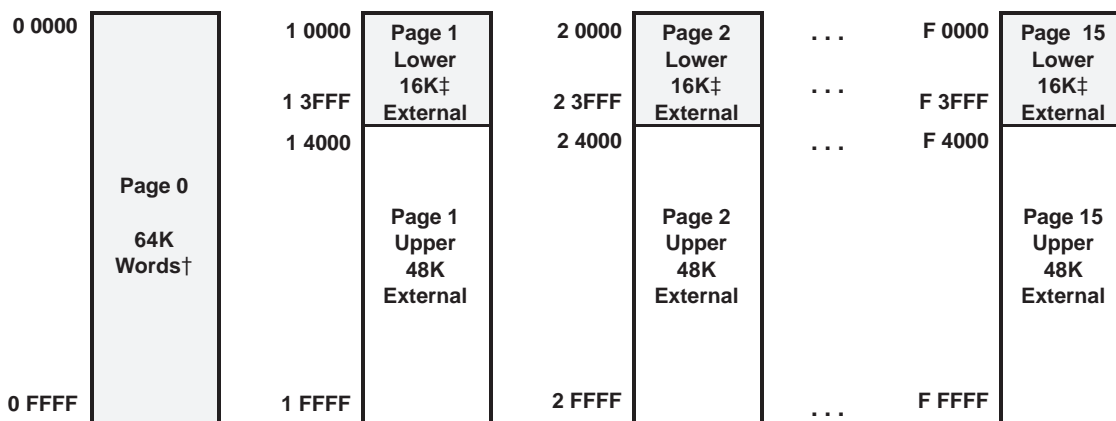 0 0000
Page 0
64K
Words†
0 FFFF
1 0000
1 3FFF
1 4000
1 FFFF
Page 1
Lower
16K‡
External
Page 1
Upper
48K
External
2 0000
2 3FFF
2 4000
2 FFFF
Page 2
Lower
16K‡
External
Page 2
Upper
48K
External
. . .
. . .
. . .
. . .
F 0000
F 3FFF
F 4000
F FFFF
Page 15
Lower
16K‡
External
Page 15
Upper
48K
External